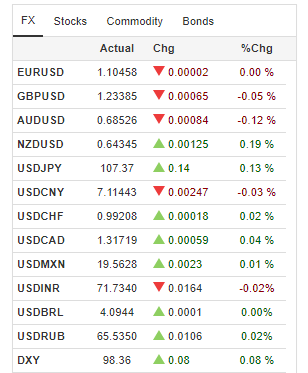 FX Stocks Commodity Bonds
Actual Chg %Chg
EURUSD 1.10458 0.00002 0.00 %
GBPUSD 1.23385 0.00065 -0.05 %
AUDUSD 0.68526 0.00084 -0.12 %
NZDUSD 0.64345 0.00125 0.19 %
USDJPY 107.37 0.14 0.13 %
USDCNY 7.11443 0.00247 -0.03 %
USDCHF 0.99208 0.00018 0.02 %
USDCAD 1.31719 0.00059 0.04 %
USDMXN 19.5628 0.0023 0.01 %
USDINR 71.7340 0.0164 -0.02%
USDBRL 4.0944 0.0001 0.00%
USDRUB 65.5350 0.0106 0.02%
DXY 98.36 0.08 0.08 %